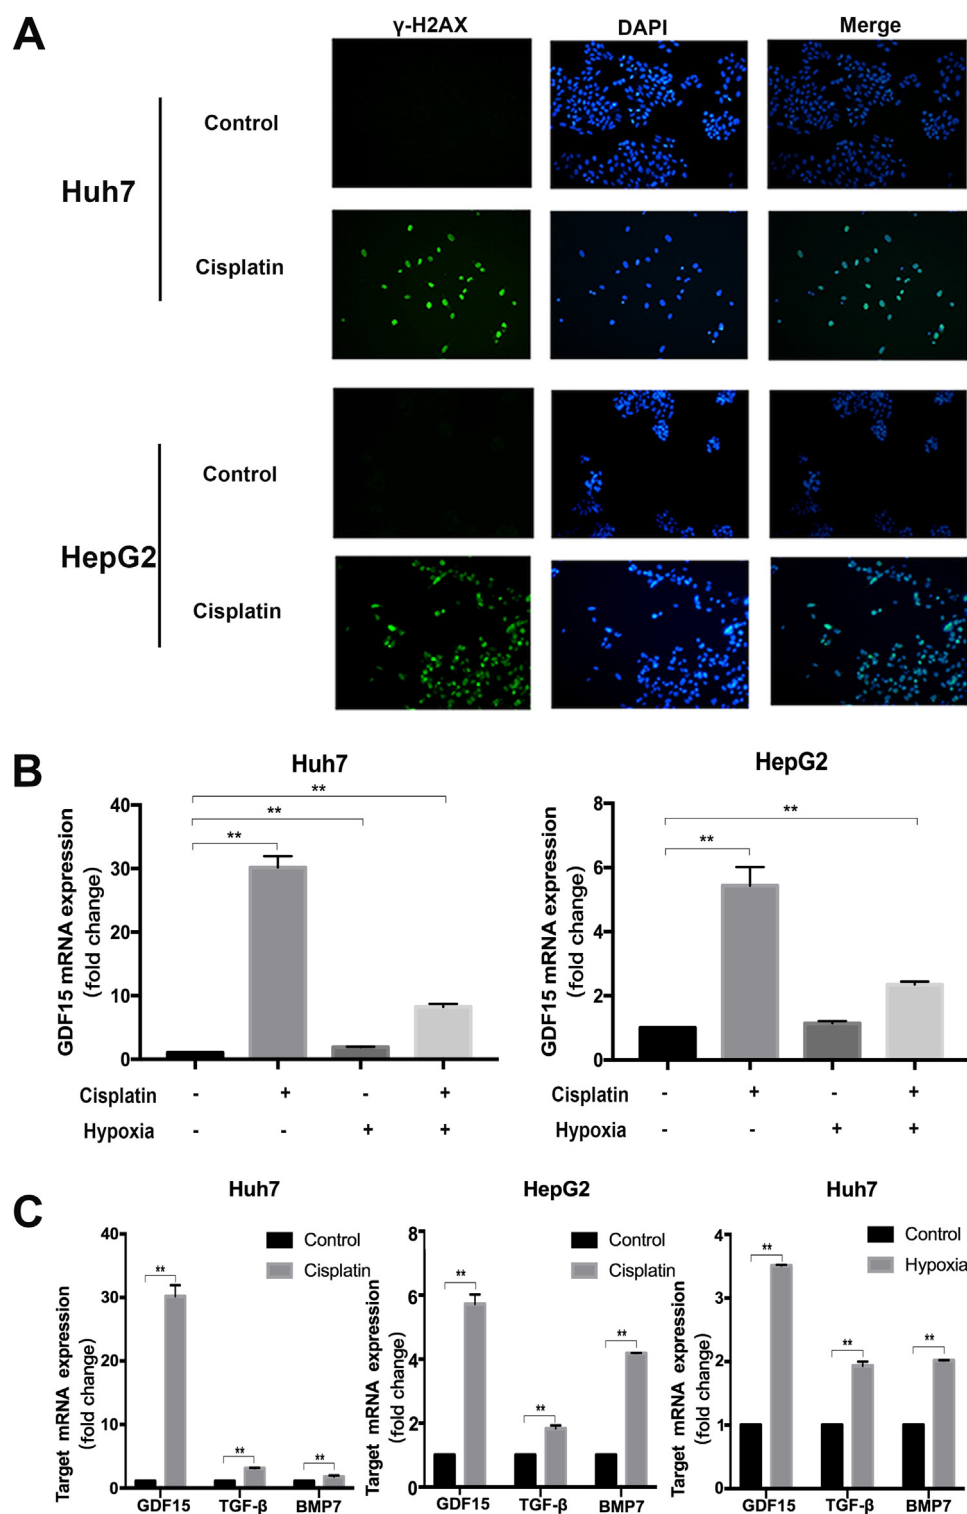 A
γ-H2AX DAPI Merge
Huh7
Control
Cisplatin
HepG2
Control
Cisplatin
B
Huh7
GDF15 mRNA expression
(fold change)
40
30
20
10
0
** ** **
Cisplatin - + - +
Hypoxia - - + +
HepG2
GDF15 mRNA expression
(fold change)
8
6
4
2
0
** **
Cisplatin - + - +
Hypoxia - - + +
C
Huh7
Control
Cisplatin
Target mRNA expression
(fold change)
40
30
20
10
0
** ** **
GDF15 TGF-β BMP7
HepG2
Control
Cisplatin
Target mRNA expression
(fold change)
8
6
4
2
0
** ** **
GDF15 TGF-β BMP7
Huh7
Control
Hypoxia
Target mRNA expression
(fold change)
4
3
2
1
0
** ** **
GDF15 TGF-β BMP7